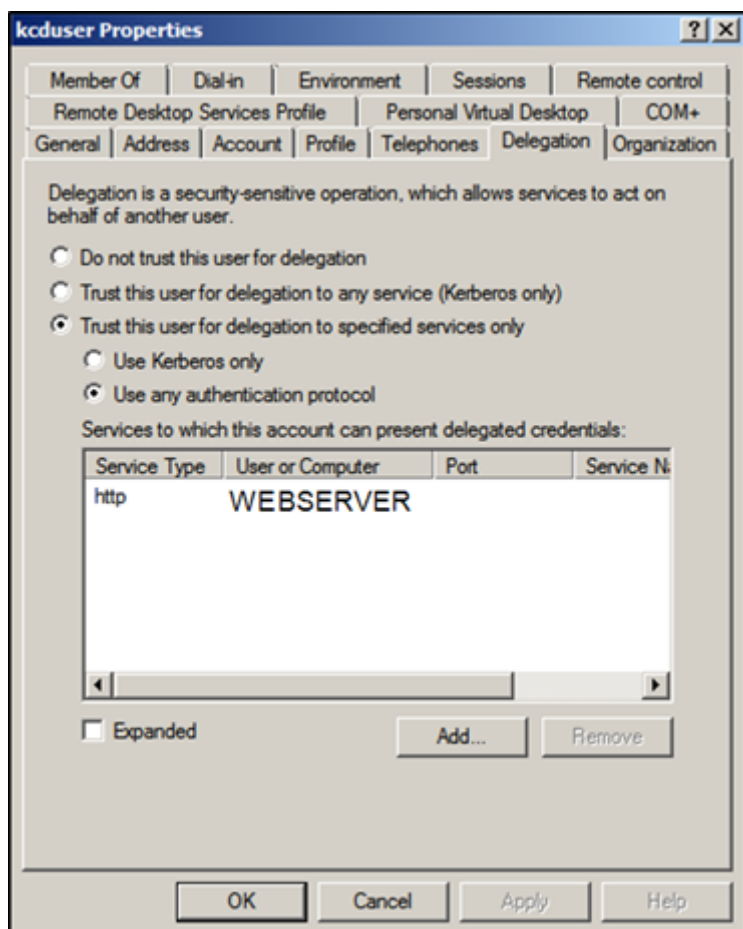 kcduser Properties
Member Of Dial-in Environment Sessions Remote control
Remote Desktop Services Profile Personal Virtual Desktop COM+
General Address Account Profile Telephones Delegation Organization
Delegation is a security-sensitive operation, which allows services to act on
behalf of another user.
Do not trust this user for delegation
Trust this user for delegation to any service (Kerberos only)
Trust this user for delegation to specified services only
Use Kerberos only
Use any authentication protocol
Services to which this account can present delegated credentials:
Service Type User or Computer Port Service Na
http WEBSERVER
Expanded Add... Remove
OK Cancel Apply Help